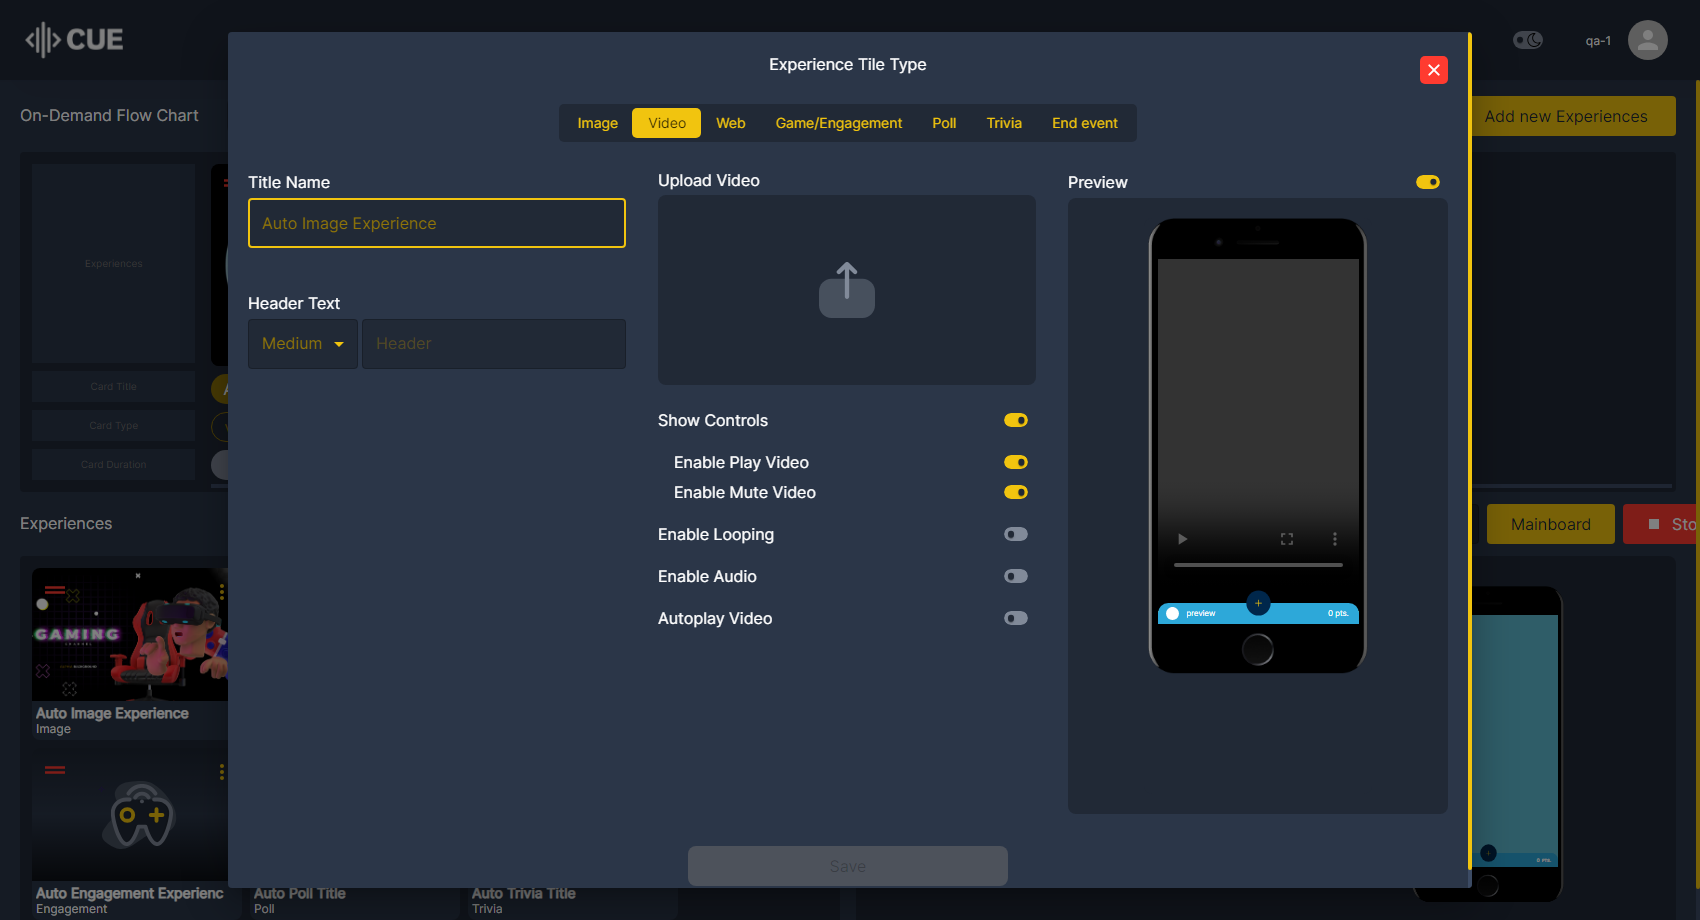 CUE
qa-1
Experience Tile Type
Image Video Web Game/Engagement Poll Trivia End event
On-Demand Flow Chart
Add new Experiences
Title Name
Auto Image Experience
Header Text
Medium Header
Upload Video
Show Controls
Enable Play Video
Enable Mute Video
Enable Looping
Enable Audio
Autoplay Video
Preview
preview
0 pts.
Save
Experiences
Card Title
Card Type
Card Duration
Experiences
Mainboard
Sto
GAMING
Auto Image Experience
Image
Auto Engagement Experienc
Engagement
Auto Poll Title
Poll
Auto Trivia Title
Trivia
0 pts.